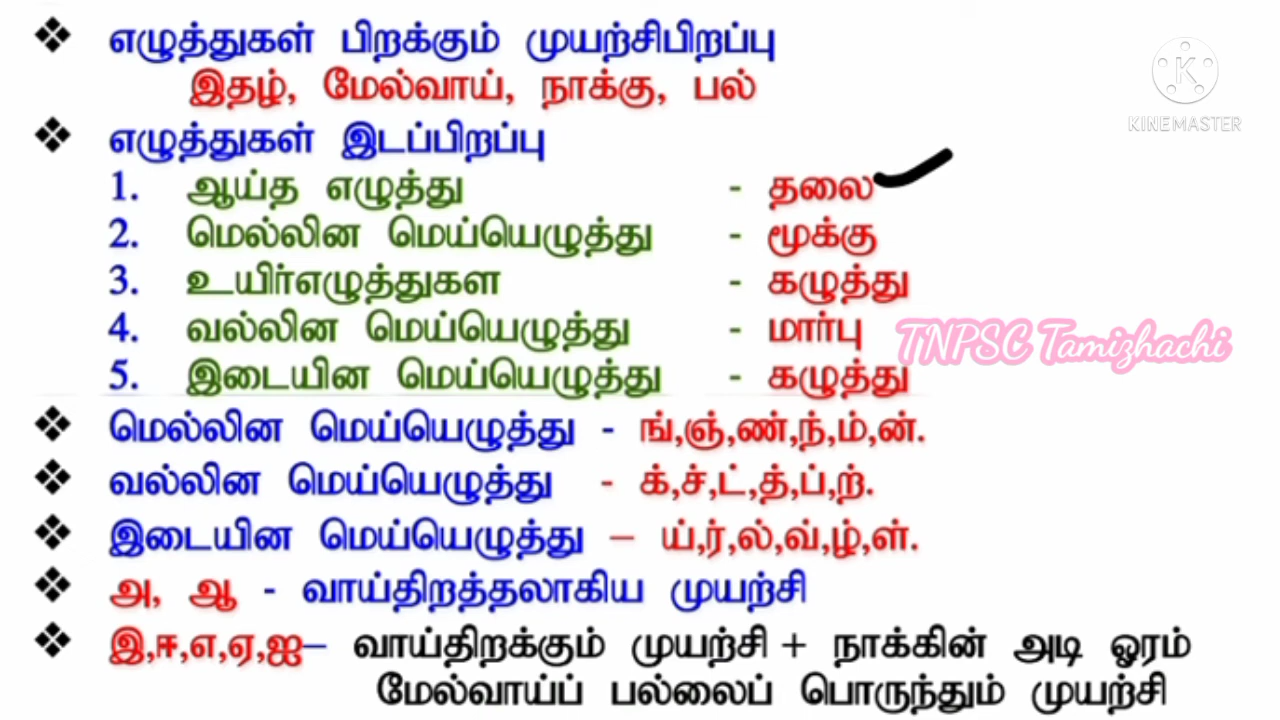 ❖ எழுத்துகள் பிறக்கும் முயற்சிபிறப்பு
இதழ், மேல்வாய், நாக்கு, பல்
KINEMASTER
❖ எழுத்துகள் இடப்பிறப்பு
1. ஆய்த எழுத்து - தலை
2. மெல்லின மெய்யெழுத்து - மூக்கு
3. உயிர்எழுத்துகள - கழுத்து
4. வல்லின மெய்யெழுத்து - மார்பு
TNPSC Tamizhachi
5. இடையின மெய்யெழுத்து - கழுத்து
❖ மெல்லின மெய்யெழுத்து - ங்,ஞ்,ண்,ந்,ம்,ன்.
❖ வல்லின மெய்யெழுத்து - க்,ச்,ட்,த்,ப்,ற்.
❖ இடையின மெய்யெழுத்து – ய்,ர்,ல்,வ்,ழ்,ள்.
❖ அ, ஆ - வாய்திறத்தலாகிய முயற்சி
❖ இ,ஈ,எ,ஏ,ஐ– வாய்திறக்கும் முயற்சி + நாக்கின் அடி ஓரம்
மேல்வாய்ப் பல்லைப் பொருந்தும் முயற்சி